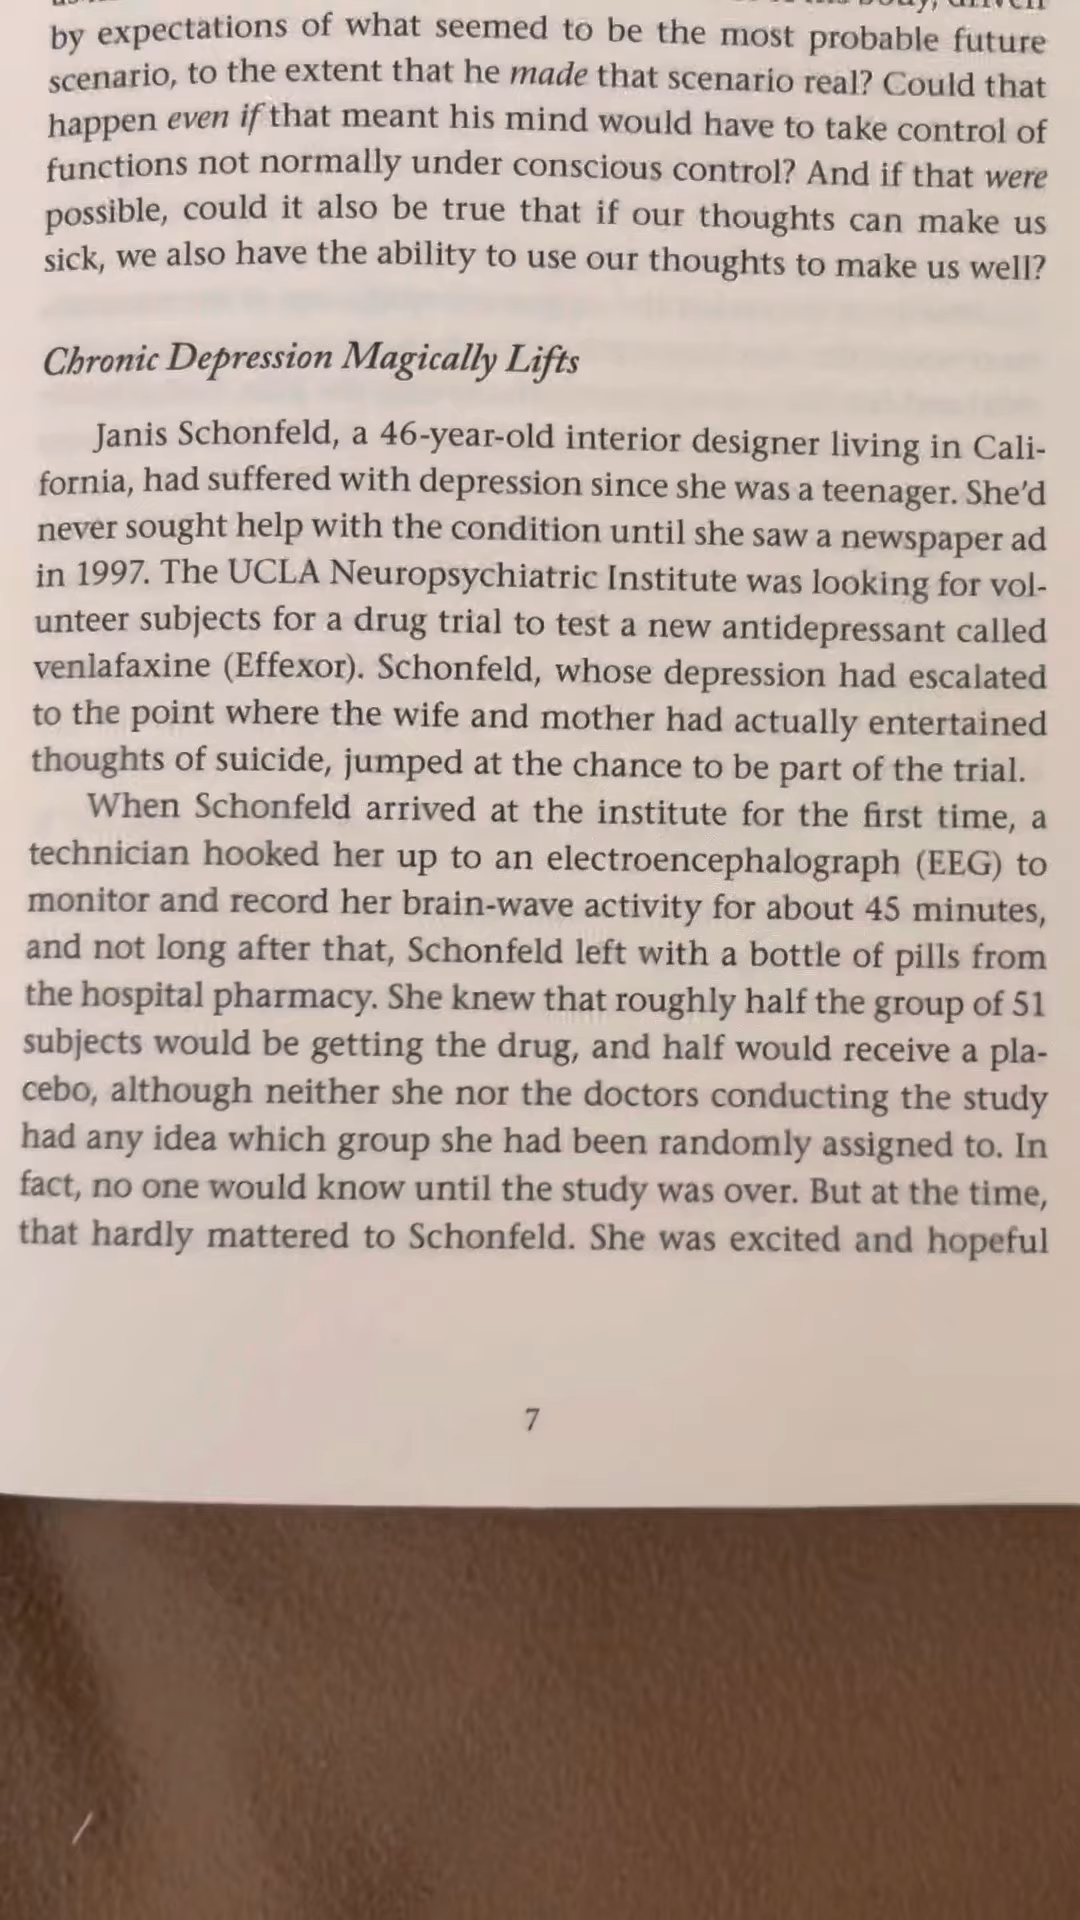 by expectations of what seemed to be the most probable future
scenario, to the extent that he made that scenario real? Could that
happen even if that meant his mind would have to take control of
functions not normally under conscious control? And if that were
possible, could it also be true that if our thoughts can make us
sick, we also have the ability to use our thoughts to make us well?
Chronic Depression Magically Lifts
Janis Schonfeld, a 46-year-old interior designer living in Cali-
fornia, had suffered with depression since she was a teenager. She'd
never sought help with the condition until she saw a newspaper ad
in 1997. The UCLA Neuropsychiatric Institute was looking for vol-
unteer subjects for a drug trial to test a new antidepressant called
venlafaxine (Effexor). Schonfeld, whose depression had escalated
to the point where the wife and mother had actually entertained
thoughts of suicide, jumped at the chance to be part of the trial.
When Schonfeld arrived at the institute for the first time, a
technician hooked her up to an electroencephalograph (EEG) to
monitor and record her brain-wave activity for about 45 minutes,
and not long after that, Schonfeld left with a bottle of pills from
the hospital pharmacy. She knew that roughly half the group of 51
subjects would be getting the drug, and half would receive a pla-
cebo, although neither she nor the doctors conducting the study
had any idea which group she had been randomly assigned to. In
fact, no one would know until the study was over. But at the time,
that hardly mattered to Schonfeld. She was excited and hopeful
7